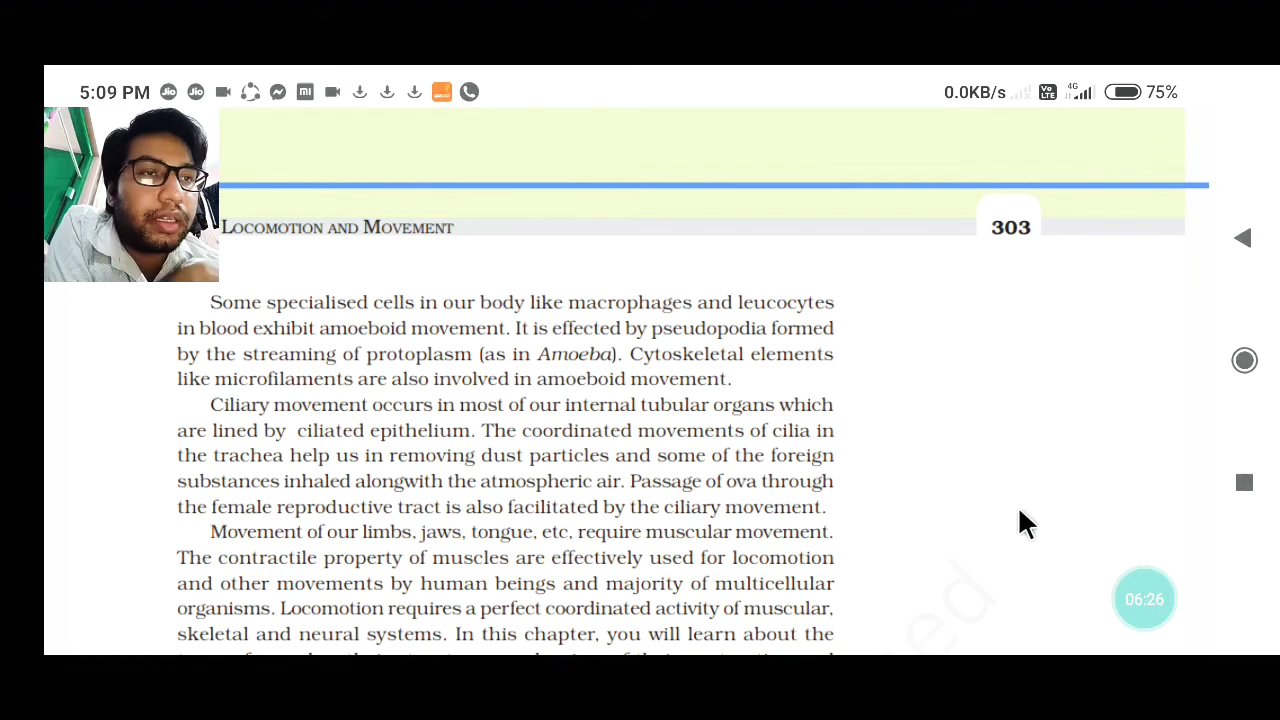 5:09 PM
0.0KB/s Vo LTE 4G 75%
LOCOMOTION AND MOVEMENT 303
Some specialised cells in our body like macrophages and leucocytes
in blood exhibit amoeboid movement. It is effected by pseudopodia formed
by the streaming of protoplasm (as in Amoeba). Cytoskeletal elements
like microfilaments are also involved in amoeboid movement.
Ciliary movement occurs in most of our internal tubular organs which
are lined by ciliated epithelium. The coordinated movements of cilia in
the trachea help us in removing dust particles and some of the foreign
substances inhaled alongwith the atmospheric air. Passage of ova through
the female reproductive tract is also facilitated by the ciliary movement.
Movement of our limbs, jaws, tongue, etc, require muscular movement.
The contractile property of muscles are effectively used for locomotion
and other movements by human beings and majority of multicellular
organisms. Locomotion requires a perfect coordinated activity of muscular,
skeletal and neural systems. In this chapter, you will learn about the
06:26